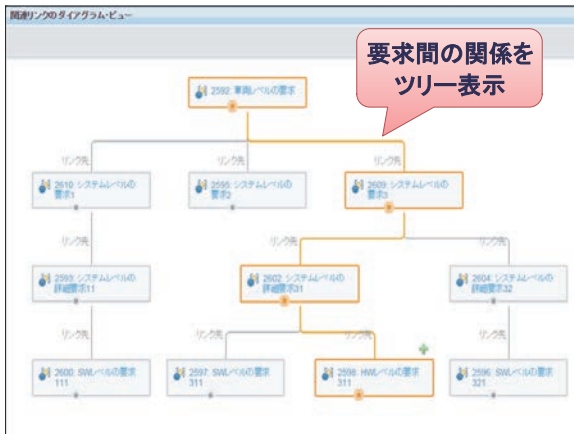 関連リンクのダイアグラム・ビュー
要求間の関係を
ツリー表示
2592: 車両レベルの要求
リンク先
リンク先
2610: システムレベルの
要求1
2595: システムレベルの
要求2
2609: システムレベルの
要求3
リンク先
リンク先
リンク先
2593: システムレベルの
詳細要求11
2602: システムレベルの
詳細要求31
2604: システムレベルの
詳細要求32
リンク先
リンク先
リンク先
リンク先
2600: SWレベルの要求
111
2597: SWレベルの要求
311
2598: HWレベルの要求
311
2596: SWレベルの要求
321